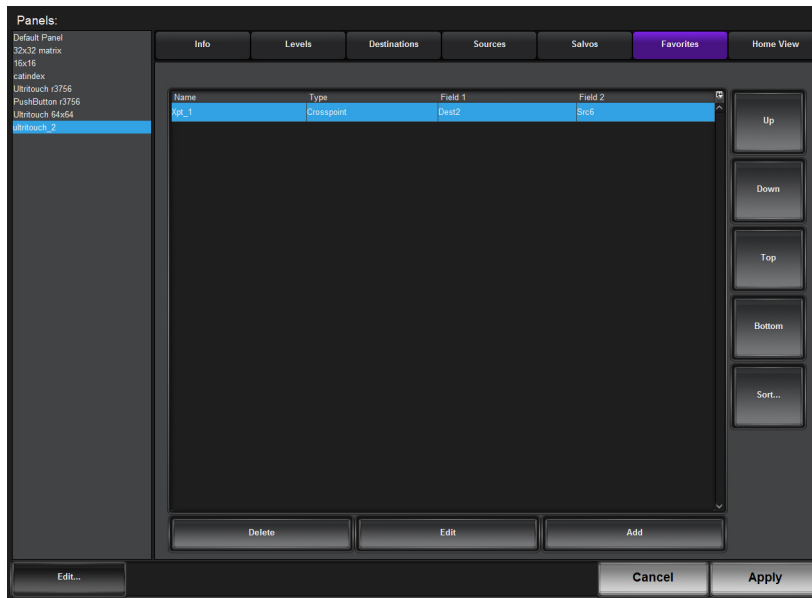 Panels:
Default Panel
32x32 matrix
16x16
catindex
Ultritouch r3756
PushButton r3756
Ultritouch 64x64
ultritouch_2
Info Levels Destinations Sources Salvos Favorites Home View
Name Type Field 1 Field 2
Xpt_1 Crosspoint Dest2 Src6
Up
Down
Top
Bottom
Sort...
Delete Edit Add
Edit... Cancel Apply